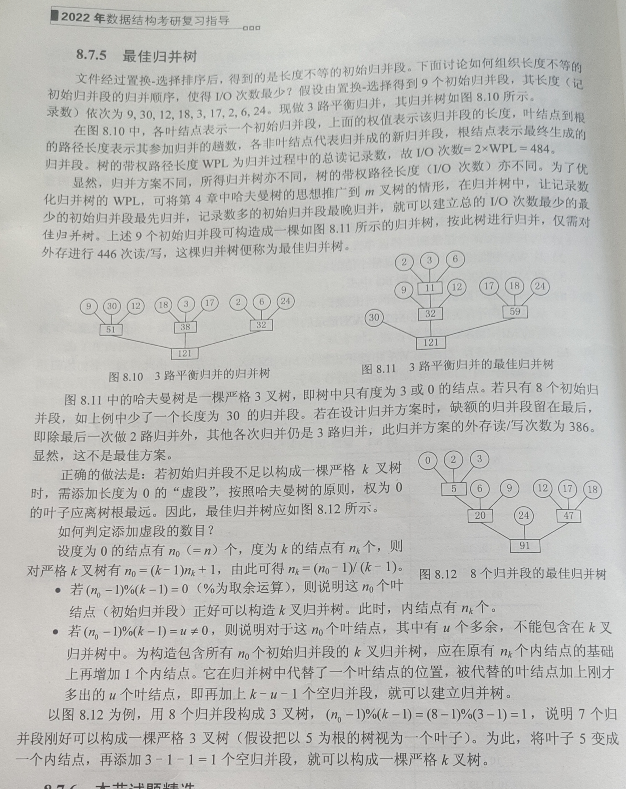 2022年数据结构考研复习指导
8.7.5 最佳归并树
文件经过置换-选择排序后，得到的是长度不等的初始归并段。下面讨论如何组织长度不等的
初始归并段的归并顺序，使得 I/O 次数最少？假设由置换-选择得到 9 个初始归并段，其长度（记
录数）依次为 9, 30, 12, 18, 3, 17, 2, 6, 24。现做 3 路平衡归并，其归并树如图 8.10 所示。
在图 8.10 中，各叶结点表示一个初始归并段，上面的权值表示该归并段的长度，叶结点到根
的路径长度表示其参加归并的趟数，各非叶结点代表归并成的新归并段，根结点表示最终生成的
归并段。树的带权路径长度 WPL 为归并过程中的总读记录数，故 I/O 次数= 2×WPL = 484。
显然，归并方案不同，所得归并树亦不同，树的带权路径长度（I/O 次数）亦不同。为了优
化归并树的 WPL，可将第 4 章中哈夫曼树的思想推广到 m 叉树的情形，在归并树中，让记录数
少的初始归并段最先归并，记录数多的初始归并段最晚归并，就可以建立总的 I/O 次数最少的最
佳归并树。上述 9 个初始归并段可构造成一棵如图 8.11 所示的归并树，按此树进行归并，仅需对
外存进行 446 次读/写，这棵归并树便称为最佳归并树。
9 30 12 18 3 17 2 6 24
51 38 32
121
图 8.10 3 路平衡归并的归并树
2 3 6
9 11 12 17 18 24
30 32 59
121
图 8.11 3 路平衡归并的最佳归并树
图 8.11 中的哈夫曼树是一棵严格 3 叉树，即树中只有度为 3 或 0 的结点。若只有 8 个初始归
并段，如上例中少了一个长度为 30 的归并段。若在设计归并方案时，缺额的归并段留在最后，
即除最后一次做 2 路归并外，其他各次归并仍是 3 路归并，此归并方案的外存读/写次数为 386。
显然，这不是最佳方案。
正确的做法是：若初始归并段不足以构成一棵严格 k 叉树
时，需添加长度为 0 的“虚段”，按照哈夫曼树的原则，权为 0
的叶子应离树根最远。因此，最佳归并树应如图 8.12 所示。
如何判定添加虚段的数目？
设度为 0 的结点有 n₀（= n）个，度为 k 的结点有 nₖ 个，则
对严格 k 叉树有 n₀ = (k−1)nₖ + 1，由此可得 nₖ = (n₀−1)/(k−1)。
0 2 3
5 6 9 12 17 18
20 24 47
91
图 8.12 8 个归并段的最佳归并树
• 若(n₀ −1)%(k −1) = 0（%为取余运算），则说明这 n₀ 个叶
结点（初始归并段）正好可以构造 k 叉归并树。此时，内结点有 nₖ 个。
• 若(n₀ −1)%(k −1) = u ≠ 0，则说明对于这 n₀ 个叶结点，其中有 u 个多余，不能包含在 k 叉
归并树中。为构造包含所有 n₀ 个初始归并段的 k 叉归并树，应在原有 nₖ 个内结点的基础
上再增加 1 个内结点。它在归并树中代替了一个叶结点的位置，被代替的叶结点加上刚才
多出的 u 个叶结点，即再加上 k − u − 1 个空归并段，就可以建立归并树。
以图 8.12 为例，用 8 个归并段构成 3 叉树，(n₀ −1)%(k −1) = (8−1)%(3−1) = 1，说明 7 个归
并段刚好可以构成一棵严格 3 叉树（假设把以 5 为根的树视为一个叶子）。为此，将叶子 5 变成
一个内结点，再添加 3 − 1 − 1 = 1 个空归并段，就可以构成一棵严格 k 叉树。
8.7.6 本节试题精选